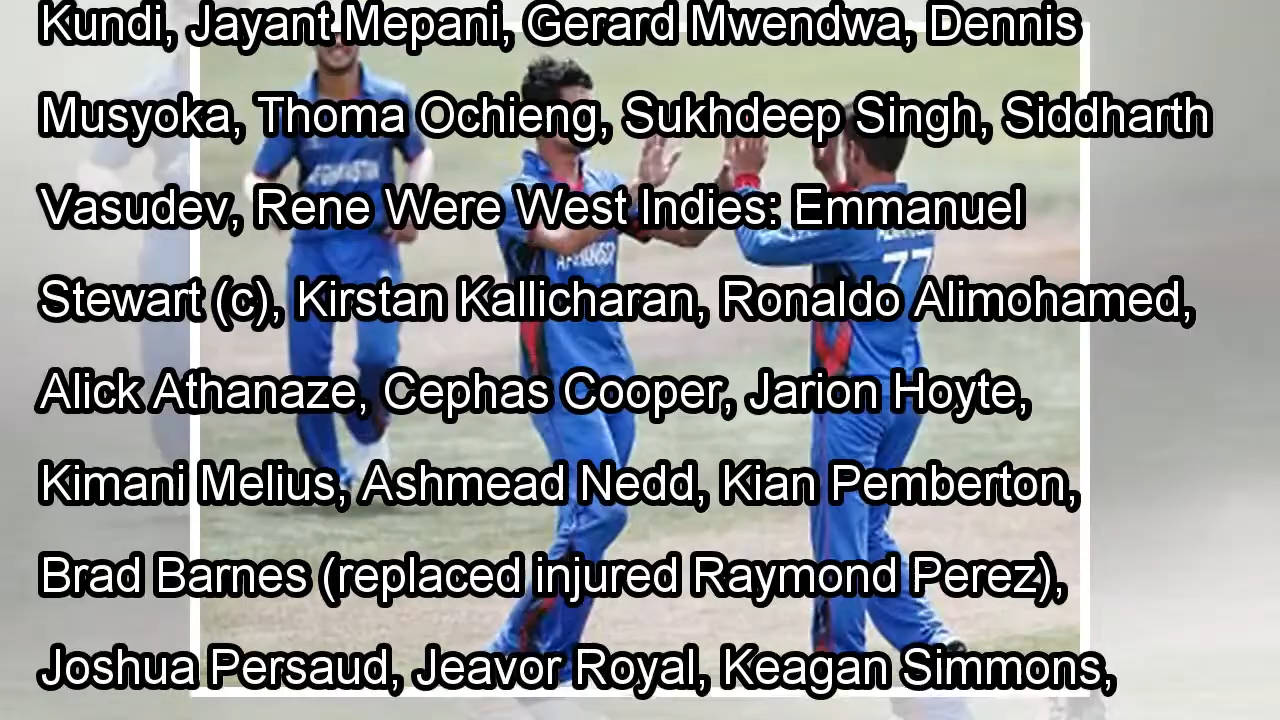 Kundi, Jayant Mepani, Gerard Mwendwa, Dennis
Musyoka, Thoma Ochieng, Sukhdeep Singh, Siddharth
Vasudev, Rene Were West Indies: Emmanuel
Stewart (c), Kirstan Kallicharan, Ronaldo Alimohamed,
Alick Athanaze, Cephas Cooper, Jarion Hoyte,
Kimani Melius, Ashmead Nedd, Kian Pemberton,
Brad Barnes (replaced injured Raymond Perez),
Joshua Persaud, Jeavor Royal, Keagan Simmons,
AFGHANISTAN
77